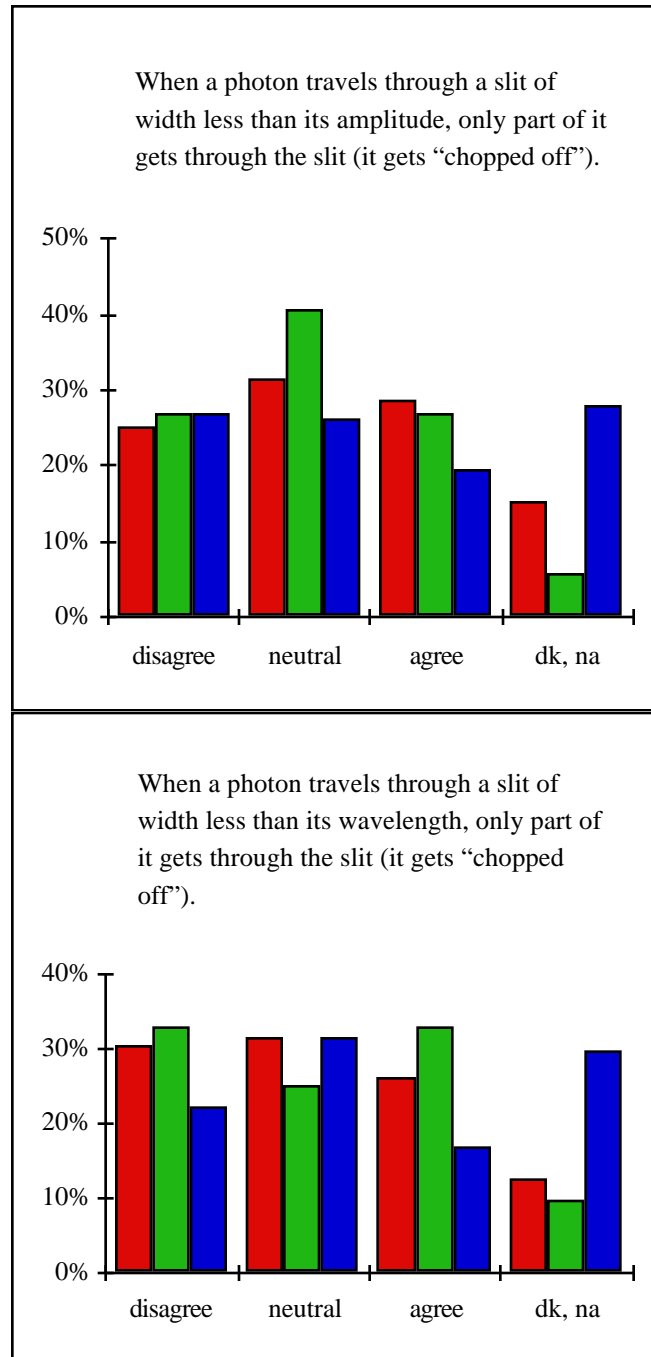 When a photon travels through a slit of
width less than its amplitude, only part of it
gets through the slit (it gets “chopped off”).
50%
40%
30%
20%
10%
0%
disagree neutral agree dk, na
When a photon travels through a slit of
width less than its wavelength, only part of
it gets through the slit (it gets “chopped
off”).
40%
30%
20%
10%
0%
disagree neutral agree dk, na